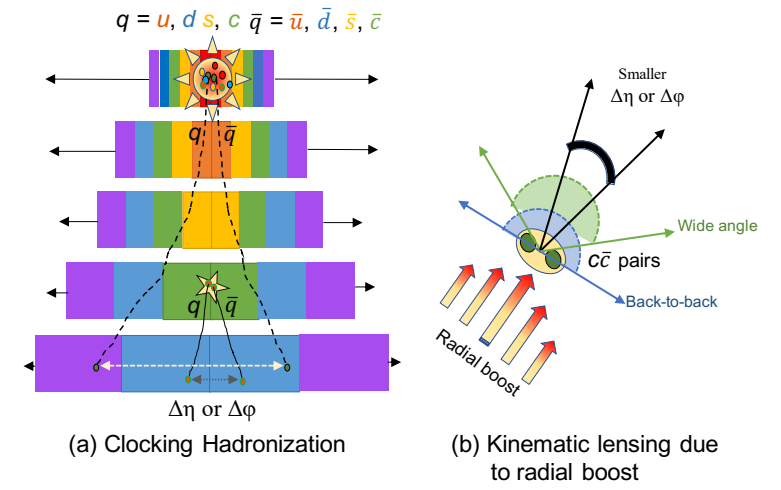 q = u, d s, c q̄ = ū, d̄, s̄, c̄
q q̄
q q̄
Δη or Δφ
(a) Clocking Hadronization
Smaller
Δη or Δφ
Wide angle
cc̄ pairs
Back-to-back
Radial boost
(b) Kinematic lensing due
to radial boost